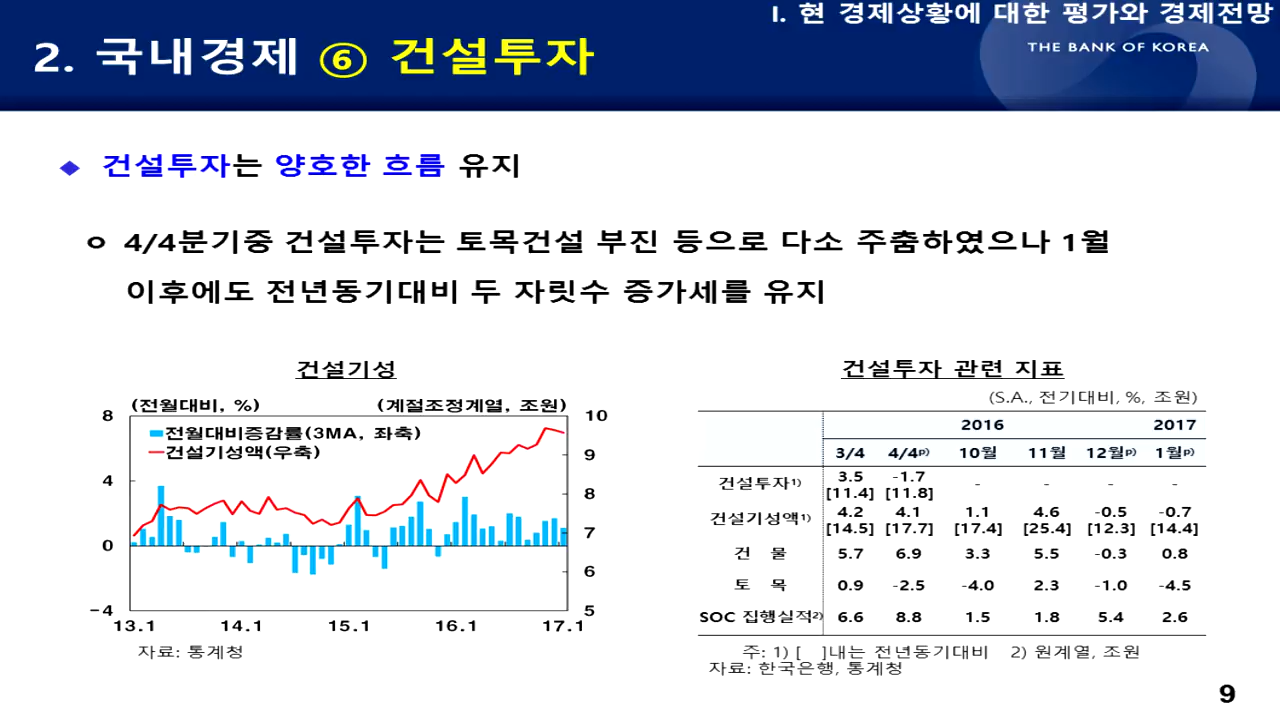 I. 현 경제상황에 대한 평가와 경제전망
THE BANK OF KOREA
2. 국내경제 ⑥ 건설투자
◆ 건설투자는 양호한 흐름 유지
o 4/4분기중 건설투자는 토목건설 부진 등으로 다소 주춤하였으나 1월
이후에도 전년동기대비 두 자릿수 증가세를 유지
건설기성
(전월대비, %) (계절조정계열, 조원)
전월대비증감률(3MA, 좌축)
건설기성액(우축)
8
4
0
-4
10
9
8
7
6
5
13.1 14.1 15.1 16.1 17.1
자료: 통계청
건설투자 관련 지표
(S.A., 전기대비, %, 조원)
2016 2017
3/4 4/4p) 10월 11월 12월p) 1월p)
건설투자1) 3.5 -1.7 - - - -
[11.4] [11.8]
건설기성액1) 4.2 4.1 1.1 4.6 -0.5 -0.7
[14.5] [17.7] [17.4] [25.4] [12.3] [14.4]
건 물 5.7 6.9 3.3 5.5 -0.3 0.8
토 목 0.9 -2.5 -4.0 2.3 -1.0 -4.5
SOC 집행실적2) 6.6 8.8 1.5 1.8 5.4 2.6
주: 1) [ ]내는 전년동기대비 2) 원계열, 조원
자료: 한국은행, 통계청
9